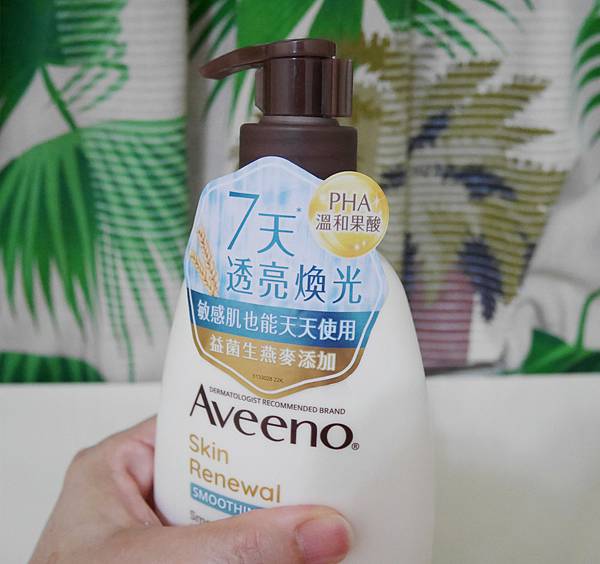 PHA
溫和果酸
7天*
透亮煥光
敏感肌也能天天使用
益菌生燕麥添加
DERMATOLOGIST RECOMMENDED BRAND
Aveeno®
Skin
Renewal